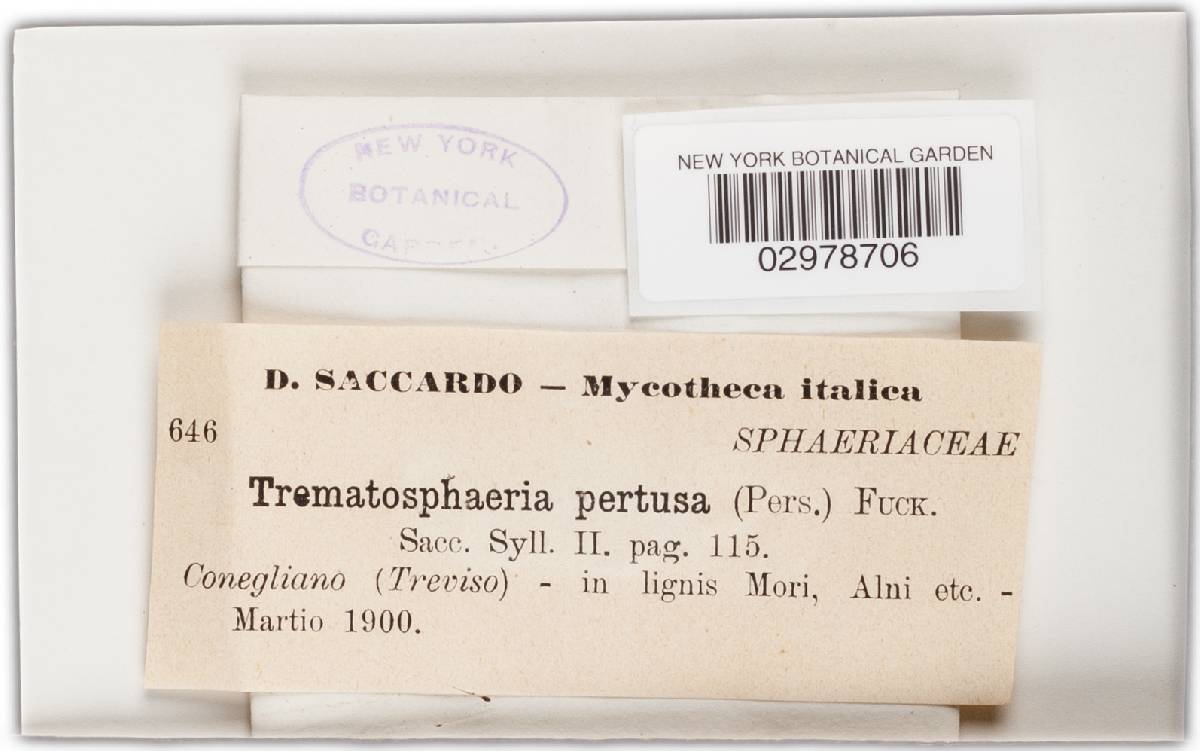 NEW YORK
BOTANICAL
GARDEN
NEW YORK BOTANICAL GARDEN
02978706
D. SACCARDO — Mycotheca italica
646
SPHAERIACEAE
Trematosphaeria pertusa (Pers.) FUCK.
Sacc. Syll. II. pag. 115.
Conegliano (Treviso) - in lignis Mori, Alni etc. -
Martio 1900.